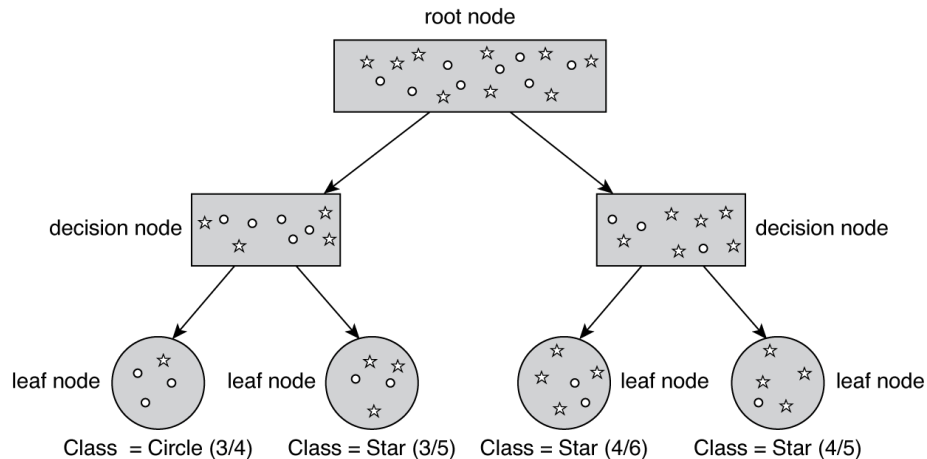 root node
decision node
decision node
leaf node
leaf node
leaf node
leaf node
Class = Circle (3/4)
Class = Star (3/5)
Class = Star (4/6)
Class = Star (4/5)